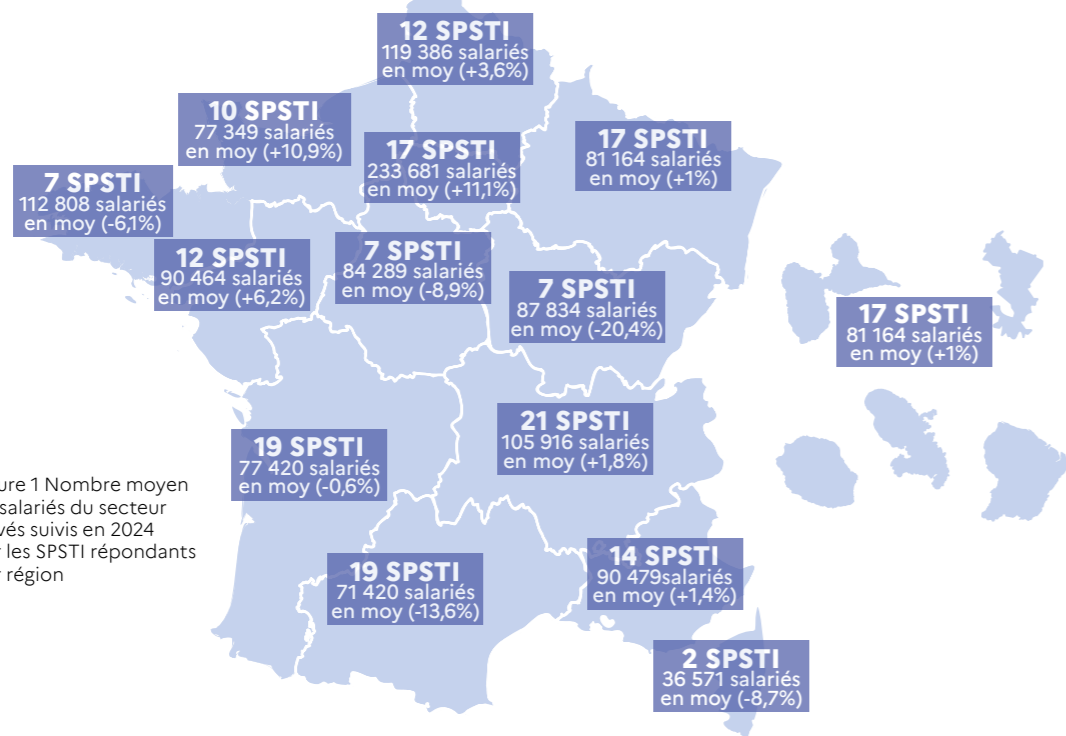 12 SPSTI
119 386 salariés
en moy (+3,6%)
10 SPSTI
77 349 salariés
en moy (+10,9%)
17 SPSTI
233 681 salariés
en moy (+11,1%)
17 SPSTI
81 164 salariés
en moy (+1%)
7 SPSTI
112 808 salariés
en moy (-6,1%)
12 SPSTI
90 464 salariés
en moy (+6,2%)
7 SPSTI
84 289 salariés
en moy (-8,9%)
7 SPSTI
87 834 salariés
en moy (-20,4%)
17 SPSTI
81 164 salariés
en moy (+1%)
21 SPSTI
105 916 salariés
en moy (+1,8%)
19 SPSTI
77 420 salariés
en moy (-0,6%)
ure 1 Nombre moyen
salariés du secteur
vés suivis en 2024
r les SPSTI répondants
r région
19 SPSTI
71 420 salariés
en moy (-13,6%)
14 SPSTI
90 479salariés
en moy (+1,4%)
2 SPSTI
36 571 salariés
en moy (-8,7%)